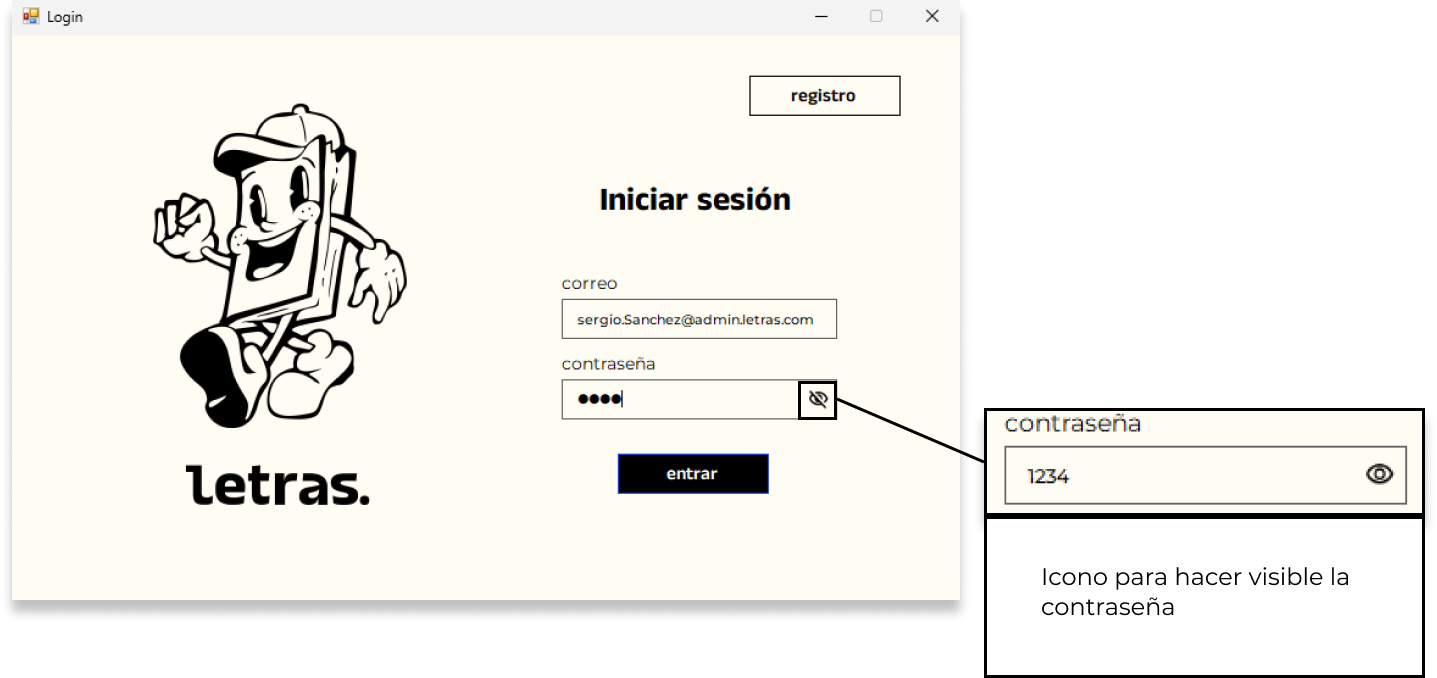 Login
registro
Iniciar sesión
correo
sergio.Sanchez@admin.letras.com
contraseña
●●●●
entrar
letras.
contraseña
1234
Icono para hacer visible la
contraseña